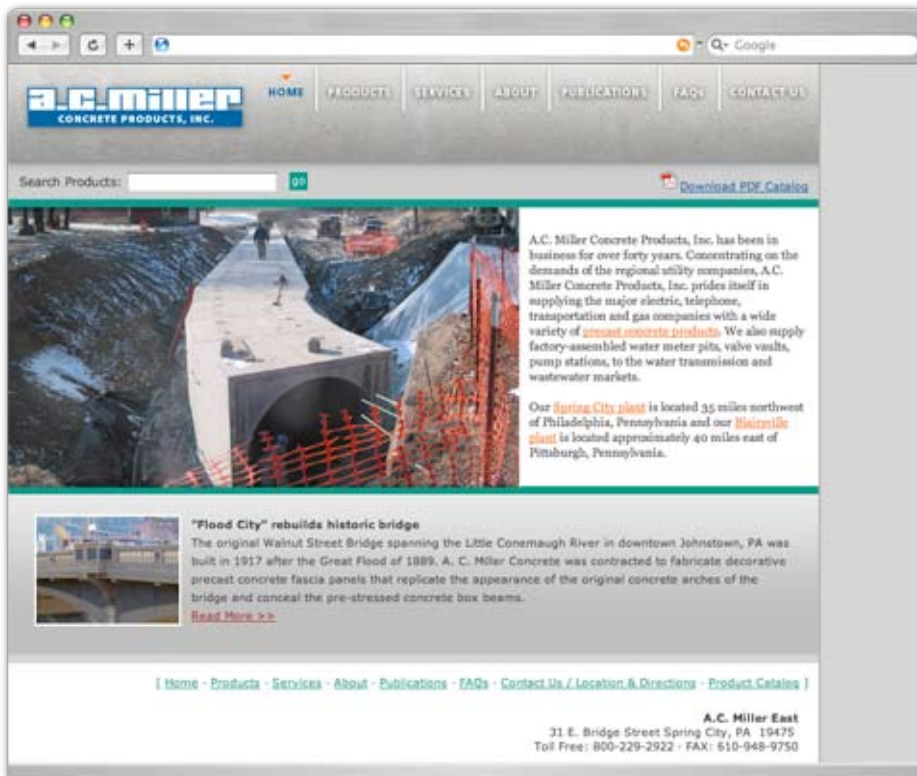 Google
a.c.miller
CONCRETE PRODUCTS, INC.
HOME PRODUCTS SERVICES ABOUT PUBLICATIONS FAQs CONTACT US
Search Products: go Download PDF Catalog
A.C. Miller Concrete Products, Inc. has been in
business for over forty years. Concentrating on the
demands of the regional utility companies, A.C.
Miller Concrete Products, Inc. prides itself in
supplying the major electric, telephone,
transportation and gas companies with a wide
variety of precast concrete products. We also supply
factory-assembled water meter pits, valve vaults,
pump stations, to the water transmission and
wastewater markets.
Our Spring City plant is located 35 miles northwest
of Philadelphia, Pennsylvania and our Blairsville
plant is located approximately 40 miles east of
Pittsburgh, Pennsylvania.
"Flood City" rebuilds historic bridge
The original Walnut Street Bridge spanning the Little Conemaugh River in downtown Johnstown, PA was
built in 1917 after the Great Flood of 1889. A. C. Miller Concrete was contracted to fabricate decorative
precast concrete fascia panels that replicate the appearance of the original concrete arches of the
bridge and conceal the pre-stressed concrete box beams.
Read More >>
[ Home - Products - Services - About - Publications - FAQs - Contact Us / Location & Directions - Product Catalog ]
A.C. Miller East
31 E. Bridge Street Spring City, PA 19475
Toll Free: 800-229-2922 · FAX: 610-948-9750